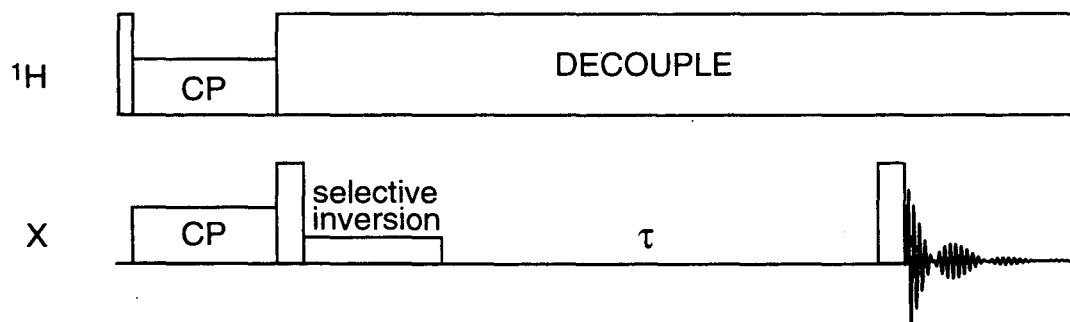 ¹H
CP
DECOUPLE
X
CP
selective
inversion
τ